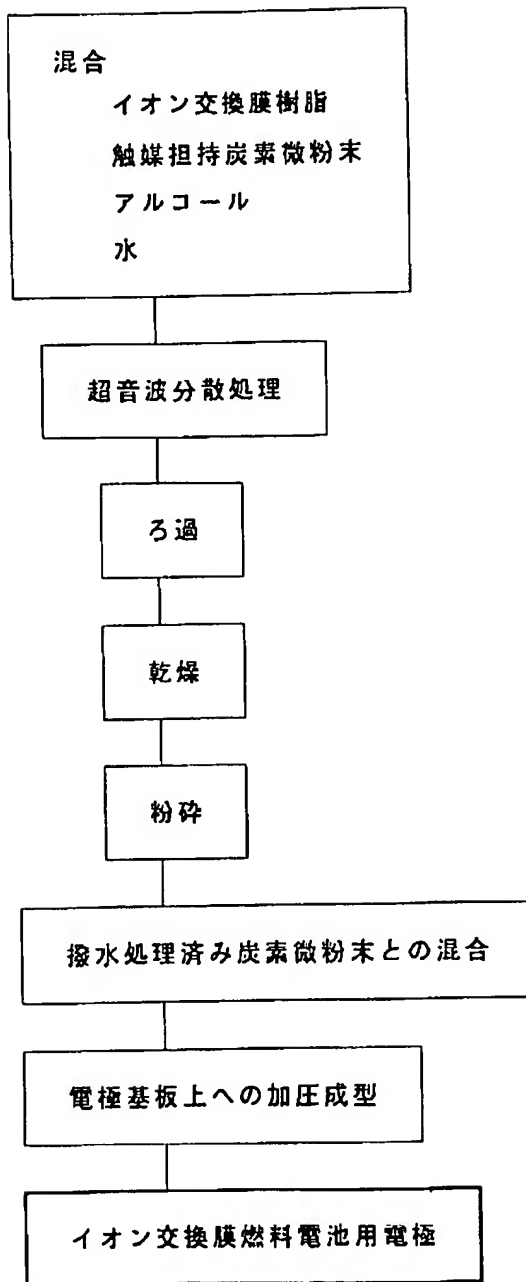 混合
イオン交換膜樹脂
触媒担持炭素微粉末
アルコール
水
超音波分散処理
ろ過
乾燥
粉砕
撥水処理済み炭素微粉末との混合
電極基板上への加圧成型
イオン交換膜燃料電池用電極